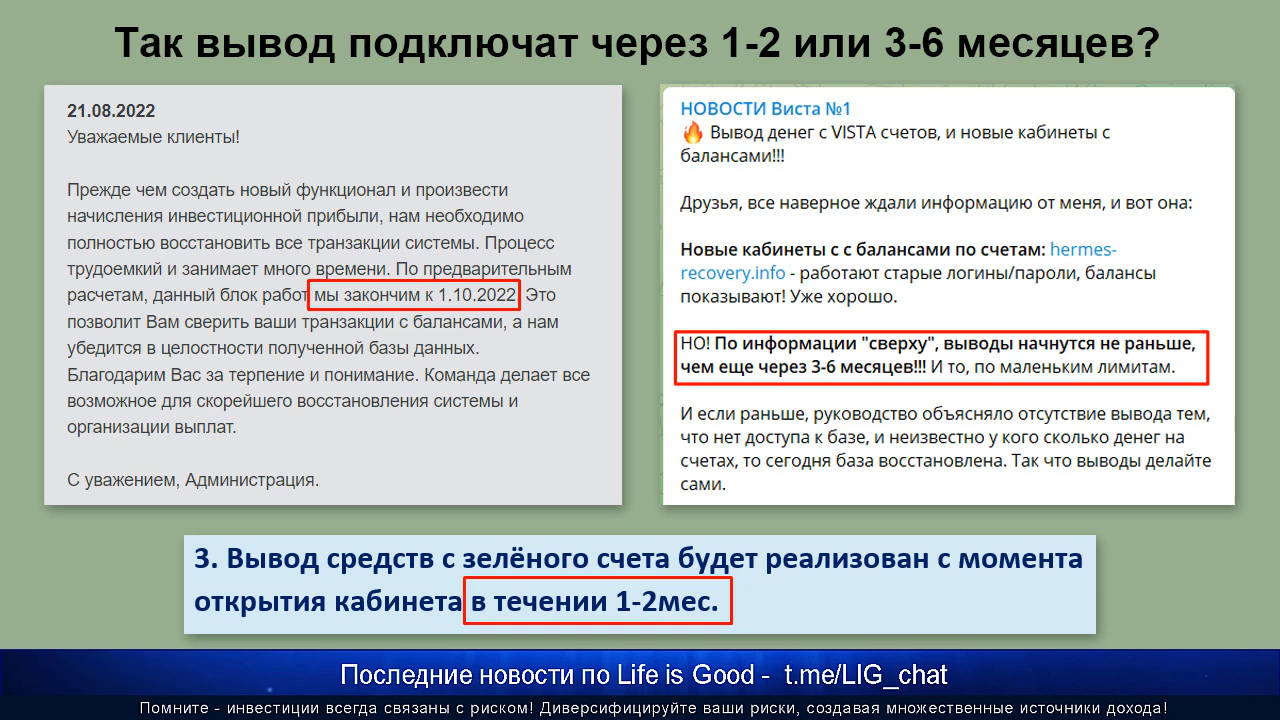 Так вывод подключат через 1-2 или 3-6 месяцев?
21.08.2022
Уважаемые клиенты!
Прежде чем создать новый функционал и произвести
начисления инвестиционной прибыли, нам необходимо
полностью восстановить все транзакции системы. Процесс
трудоемкий и занимает много времени. По предварительным
расчетам, данный блок работ мы закончим к 1.10.2022 Это
позволит Вам сверить ваши транзакции с балансами, а нам
убедится в целостности полученной базы данных.
Благодарим Вас за терпение и понимание. Команда делает все
возможное для скорейшего восстановления системы и
организации выплат.
С уважением, Администрация.
НОВОСТИ Виста №1
🔥 Вывод денег с VISTA счетов, и новые кабинеты с
балансами!!!
Друзья, все наверное ждали информацию от меня, и вот она:
Новые кабинеты с с балансами по счетам: hermes-
recovery.info - работают старые логины/пароли, балансы
показывают! Уже хорошо.
НО! По информации "сверху", выводы начнутся не раньше,
чем еще через 3-6 месяцев!!! И то, по маленьким лимитам.
И если раньше, руководство объясняло отсутствие вывода тем,
что нет доступа к базе, и неизвестно у кого сколько денег на
счетах, то сегодня база восстановлена. Так что выводы делайте
сами.
3. Вывод средств с зелёного счета будет реализован с момента
открытия кабинета в течении 1-2мес.
Последние новости по Life is Good - t.me/LIG_chat
Помните - инвестиции всегда связаны с риском! Диверсифицируйте ваши риски, создавая множественные источники дохода!